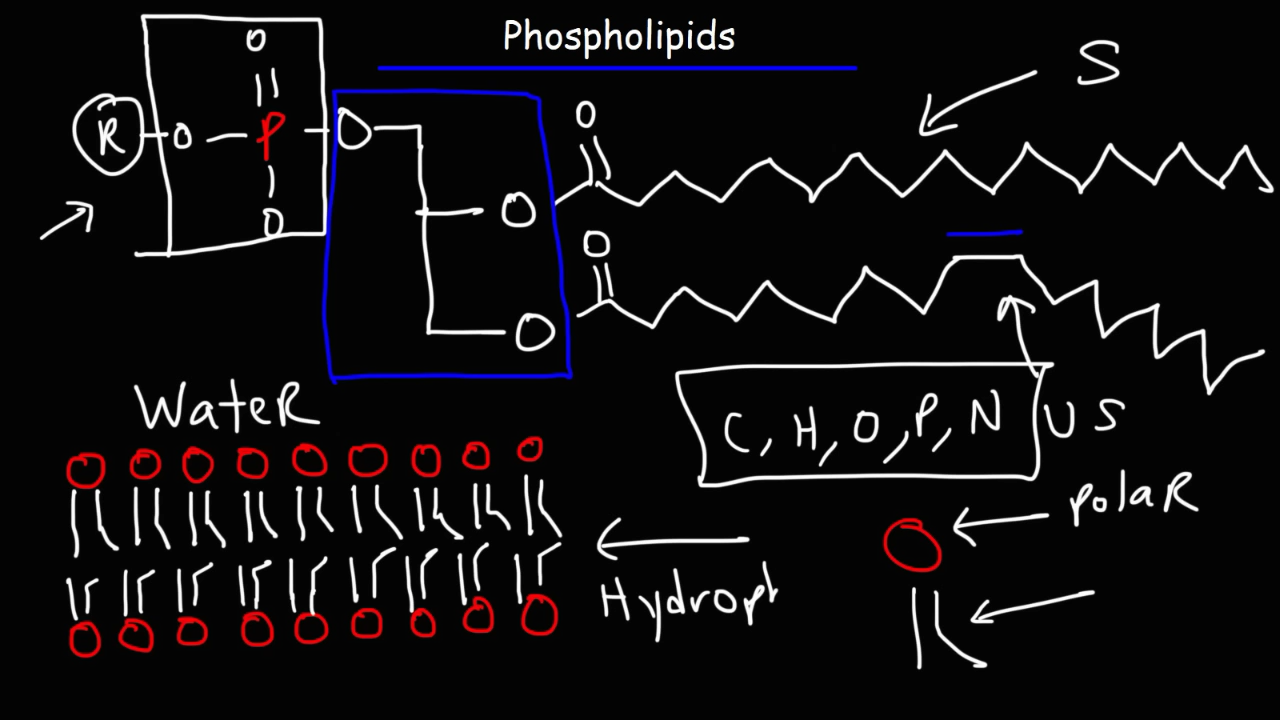 Phospholipids
S
O
R - O - P - O
O
O
O
O
O
Water
C, H, O, P, N
US
Polar
Hydroph